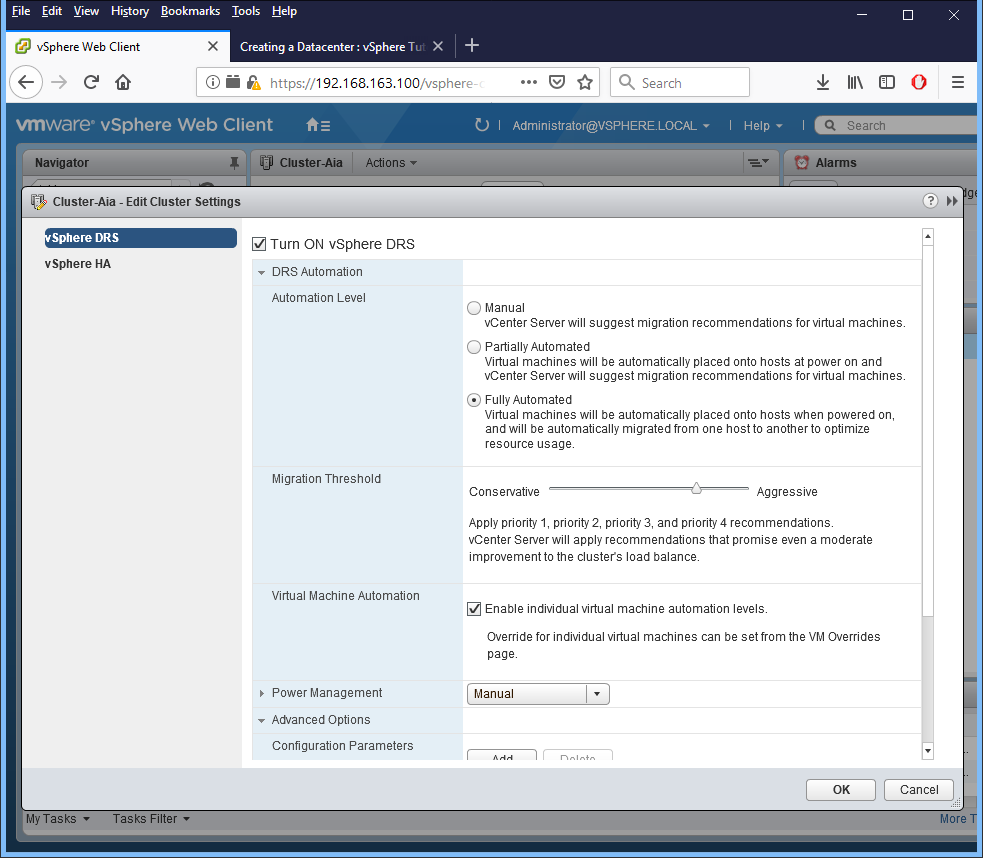 File Edit View History Bookmarks Tools Help
vSphere Web Client
Creating a Datacenter : vSphere Tut
https://192.168.163.100/vsphere-c
Search
vmware® vSphere Web Client
Administrator@VSPHERE.LOCAL
Help
Search
Navigator
Cluster-Aia
Actions
Alarms
Cluster-Aia - Edit Cluster Settings
vSphere DRS
vSphere HA
Turn ON vSphere DRS
DRS Automation
Automation Level
Manual
vCenter Server will suggest migration recommendations for virtual machines.
Partially Automated
Virtual machines will be automatically placed onto hosts at power on and
vCenter Server will suggest migration recommendations for virtual machines.
Fully Automated
Virtual machines will be automatically placed onto hosts when powered on,
and will be automatically migrated from one host to another to optimize
resource usage.
Migration Threshold
Conservative
Aggressive
Apply priority 1, priority 2, priority 3, and priority 4 recommendations.
vCenter Server will apply recommendations that promise even a moderate
improvement to the cluster's load balance.
Virtual Machine Automation
Enable individual virtual machine automation levels.
Override for individual virtual machines can be set from the VM Overrides
page.
Power Management
Manual
Advanced Options
Configuration Parameters
Add
Delete
OK
Cancel
My Tasks
Tasks Filter
More T